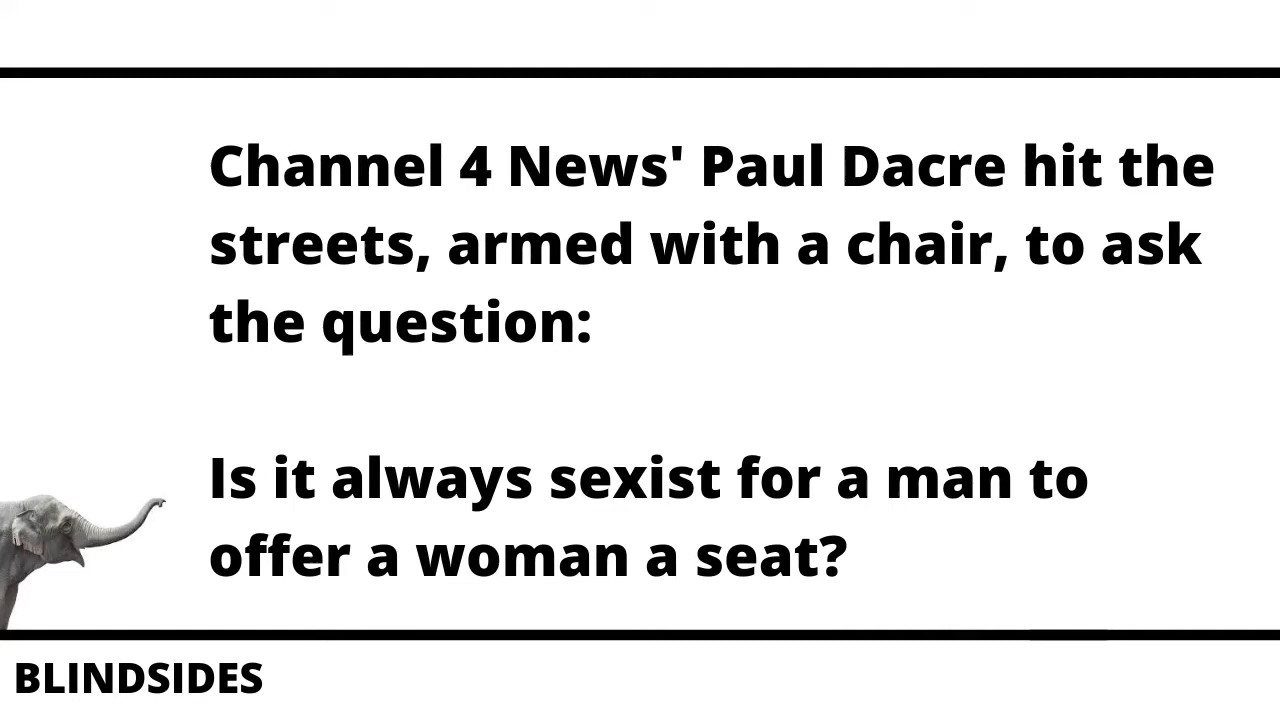 Channel 4 News' Paul Dacre hit the
streets, armed with a chair, to ask
the question:
Is it always sexist for a man to
offer a woman a seat?
BLINDSIDES